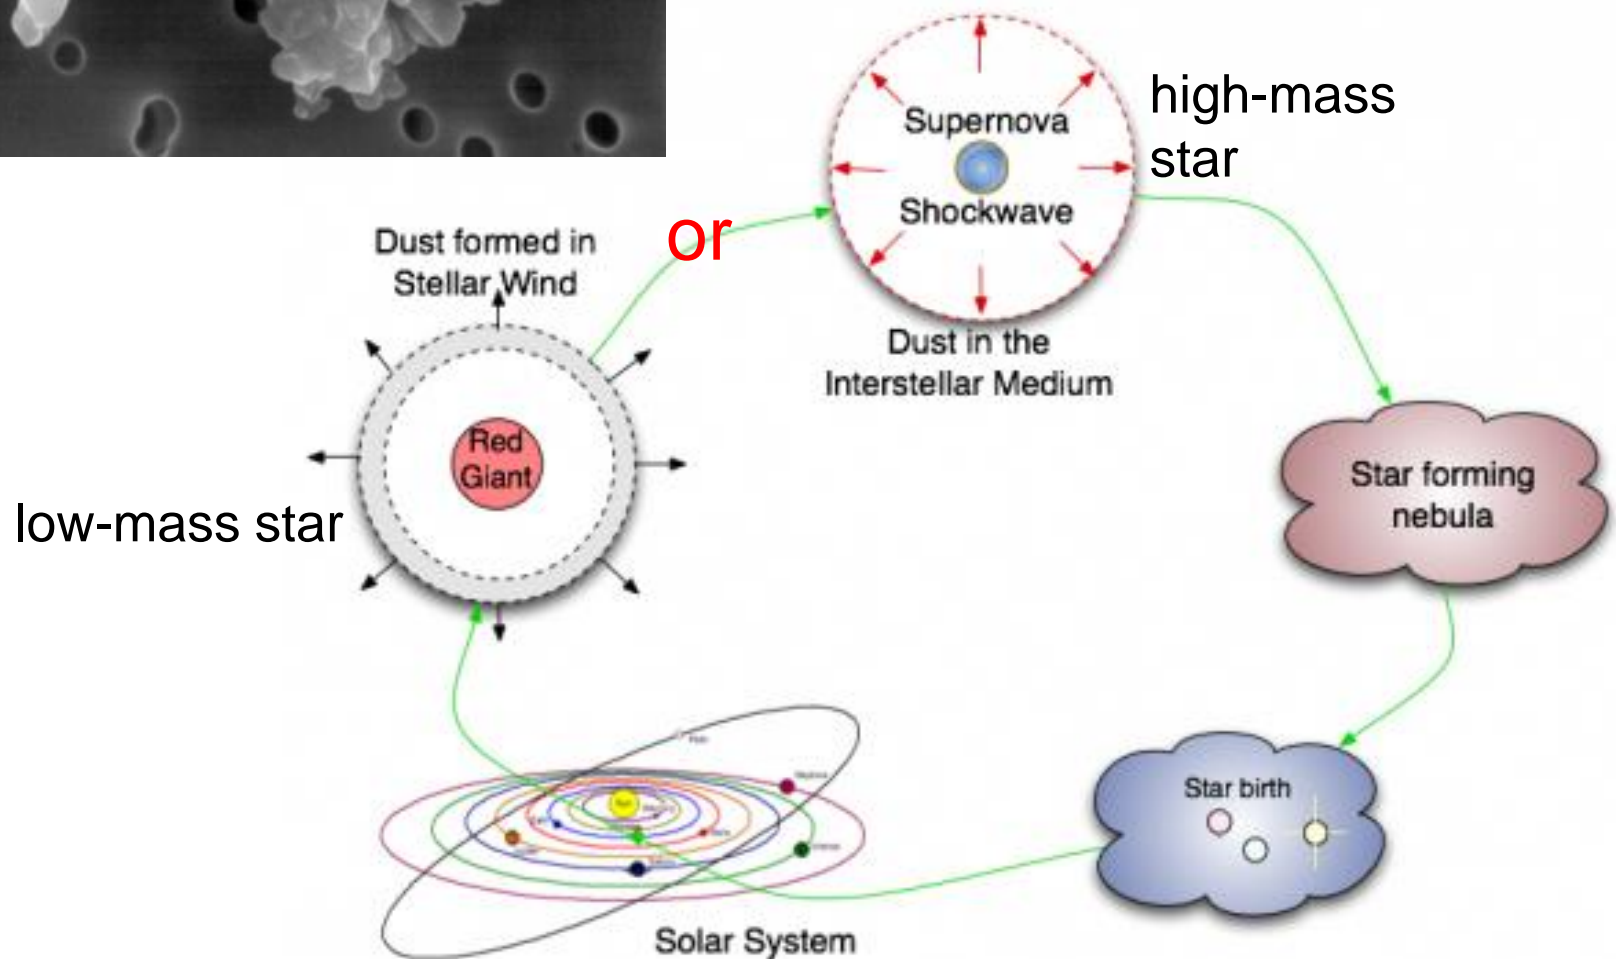 high-mass
star
Supernova
Shockwave
or
Dust formed in
Stellar Wind
Dust in the
Interstellar Medium
Red
Giant
Star forming
nebula
low-mass star
Star birth
Solar System